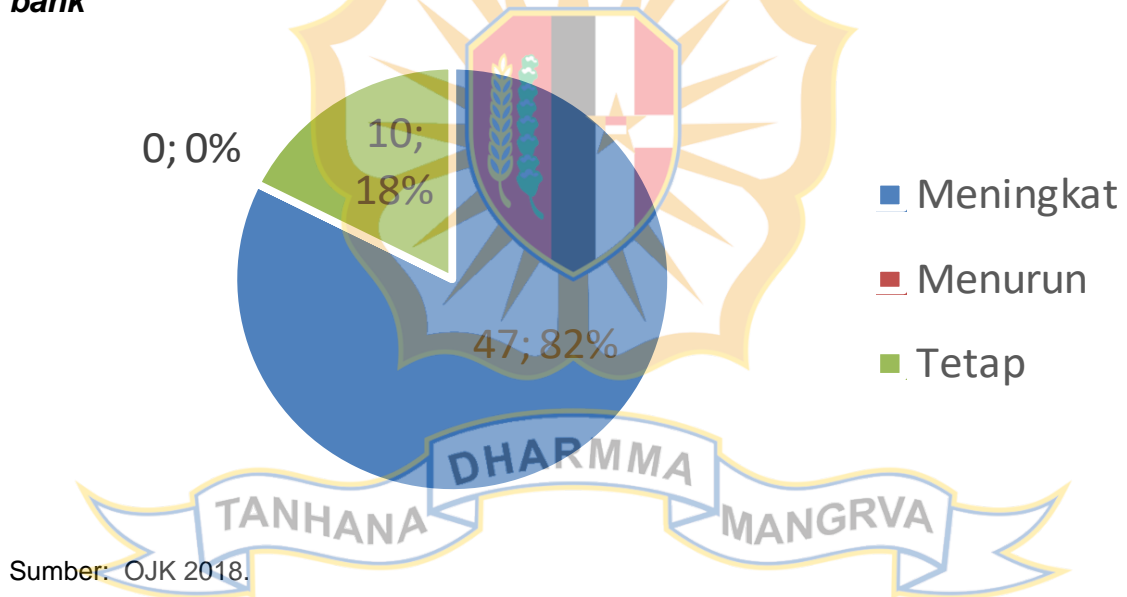 bank
0; 0%
10;
18%
47; 82%
Meningkat
Menurun
Tetap
TANHANA DHARMMA MANGRVA
Sumber: OJK 2018.